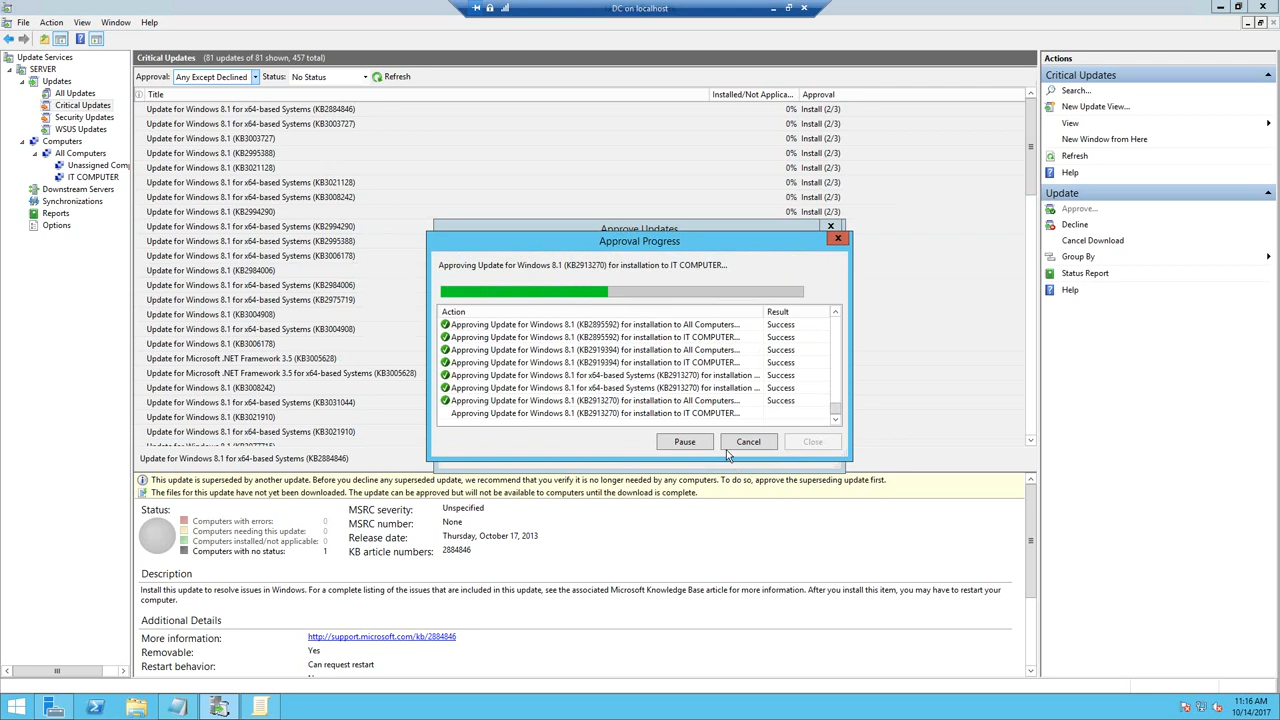 DC on localhost
File Action View Window Help
Update Services
SERVER
Updates
All Updates
Critical Updates
Security Updates
WSUS Updates
Computers
All Computers
Unassigned Comp
IT COMPUTER
Downstream Servers
Synchronizations
Reports
Options
Critical Updates (81 updates of 81 shown, 457 total)
Approval: Any Except Declined Status: No Status Refresh
Title Installed/Not Applica... Approval
Update for Windows 8.1 for x64-based Systems (KB2884846) 0% Install (2/3)
Update for Windows 8.1 for x64-based Systems (KB3003727) 0% Install (2/3)
Update for Windows 8.1 (KB3003727) 0% Install (2/3)
Update for Windows 8.1 (KB2995388) 0% Install (2/3)
Update for Windows 8.1 (KB3021128) 0% Install (2/3)
Update for Windows 8.1 for x64-based Systems (KB3021128) 0% Install (2/3)
Update for Windows 8.1 for x64-based Systems (KB3008242) 0% Install (2/3)
Update for Windows 8.1 (KB2994290) 0% Install (2/3)
Update for Windows 8.1 for x64-based Systems (KB2994290)
Update for Windows 8.1 for x64-based Systems (KB2995388)
Update for Windows 8.1 for x64-based Systems (KB3006178)
Update for Windows 8.1 (KB2984006)
Update for Windows 8.1 for x64-based Systems (KB2984006)
Update for Windows 8.1 for x64-based Systems (KB2975719)
Update for Windows 8.1 (KB3004908)
Update for Windows 8.1 for x64-based Systems (KB3004908)
Update for Windows 8.1 (KB3006178)
Update for Microsoft .NET Framework 3.5 (KB3005628)
Update for Microsoft .NET Framework 3.5 for x64-based Systems (KB3005628)
Update for Windows 8.1 (KB3008242)
Update for Windows 8.1 for x64-based Systems (KB3031044)
Update for Windows 8.1 for x64-based Systems (KB3021910)
Update for Windows 8.1 (KB3021910)
Update for Windows 8.1 for x64-based Systems (KB2884846)
Approve Updates
Approval Progress
Approving Update for Windows 8.1 (KB2913270) for installation to IT COMPUTER...
Action Result
Approving Update for Windows 8.1 (KB2895592) for installation to All Computers... Success
Approving Update for Windows 8.1 (KB2895592) for installation to IT COMPUTER... Success
Approving Update for Windows 8.1 (KB2919394) for installation to All Computers... Success
Approving Update for Windows 8.1 (KB2919394) for installation to IT COMPUTER... Success
Approving Update for Windows 8.1 for x64-based Systems (KB2913270) for installation ... Success
Approving Update for Windows 8.1 for x64-based Systems (KB2913270) for installation ... Success
Approving Update for Windows 8.1 (KB2913270) for installation to All Computers... Success
Approving Update for Windows 8.1 (KB2913270) for installation to IT COMPUTER...
Pause Cancel Close
This update is superseded by another update. Before you decline any superseded update, we recommend that you verify it is no longer needed by any computers. To do so, approve the superseding update first.
The files for this update have not yet been downloaded. The update can be approved but will not be available to computers until the download is complete.
Status:
Computers with errors: 0
Computers needing this update: 0
Computers installed/not applicable: 0
Computers with no status: 1
MSRC severity: Unspecified
MSRC number: None
Release date: Thursday, October 17, 2013
KB article numbers: 2884846
Description
Install this update to resolve issues in Windows. For a complete listing of the issues that are included in this update, see the associated Microsoft Knowledge Base article for more information. After you install this item, you may have to restart your
computer.
Additional Details
More information: http://support.microsoft.com/kb/2884846
Removable: Yes
Restart behavior: Can request restart
Actions
Critical Updates
Search...
New Update View...
View
New Window from Here
Refresh
Help
Update
Approve...
Decline
Cancel Download
Group By
Status Report
Help
11:16 AM
10/14/2017